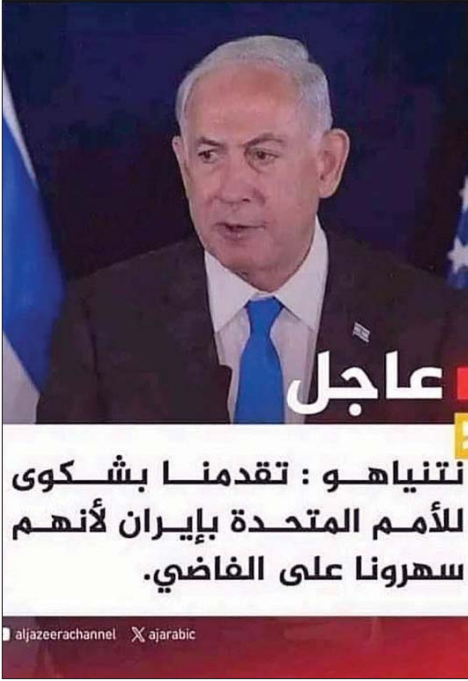 عاجل
نتنياهو : تقدمنا بشكوى
للأمم المتحدة بإيران لأنهم
سهرونا على الفاضي.
aljazeerachannel X ajarabic